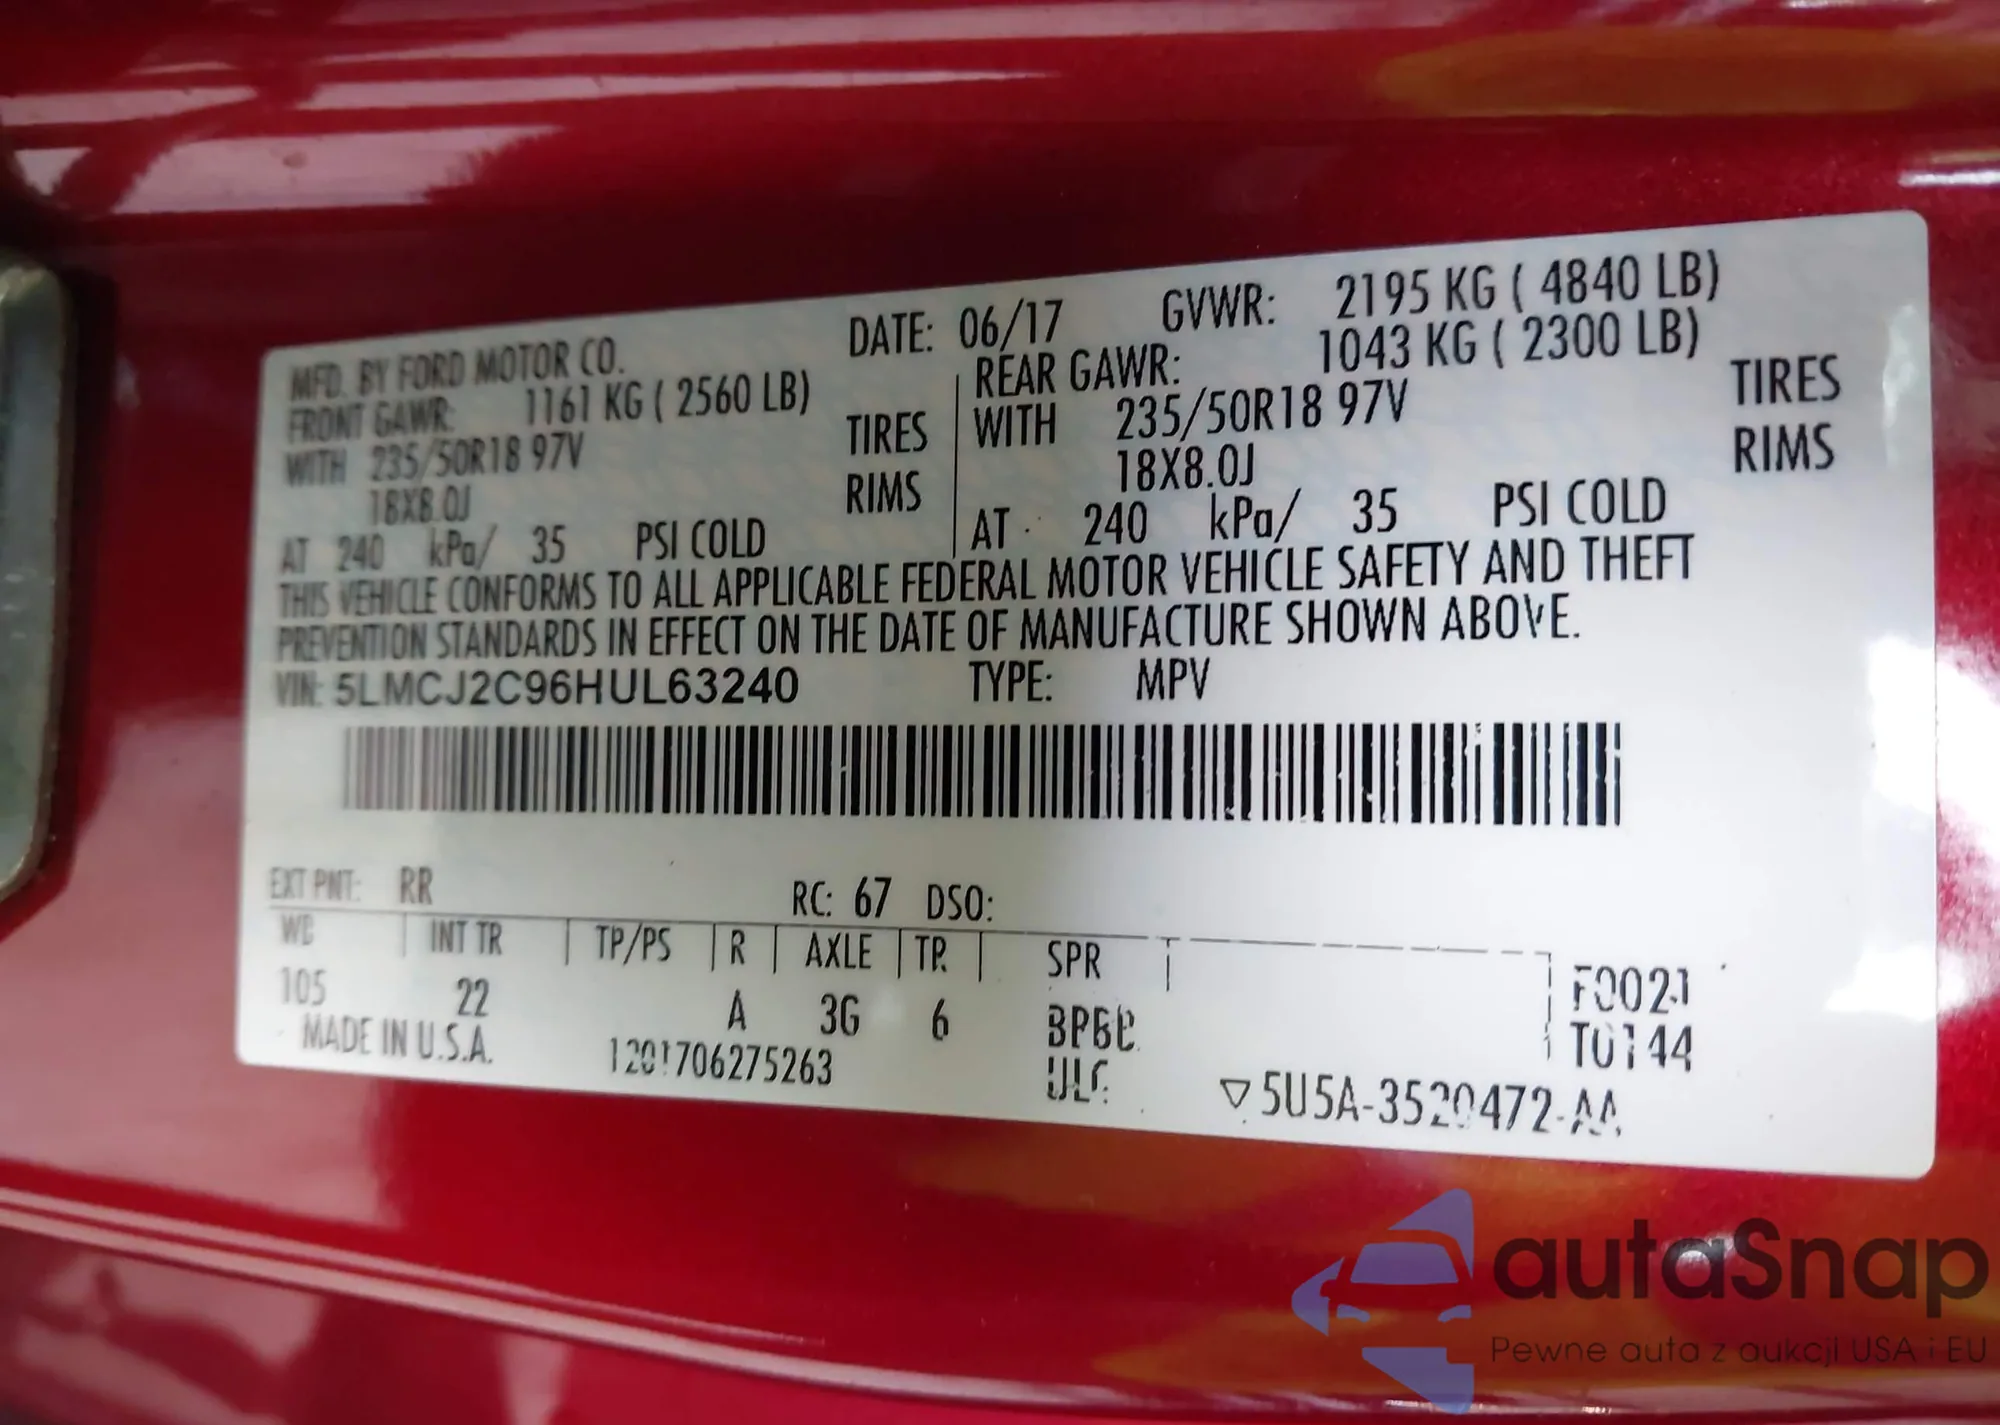 MFD. BY FORD MOTOR CO. DATE: 06/17 GVWR: 2195 KG ( 4840 LB)
FRONT GAWR: 1161 KG ( 2560 LB) REAR GAWR: 1043 KG ( 2300 LB)
WITH 235/50R18 97V TIRES WITH 235/50R18 97V TIRES
18X8.0J RIMS 18X8.0J RIMS
AT 240 kPa/ 35 PSI COLD AT 240 kPa/ 35 PSI COLD
THIS VEHICLE CONFORMS TO ALL APPLICABLE FEDERAL MOTOR VEHICLE SAFETY AND THEFT
PREVENTION STANDARDS IN EFFECT ON THE DATE OF MANUFACTURE SHOWN ABOVE.
VIN: 5LMCJ2C96HUL63240 TYPE: MPV
EXT PNT: RR RC: 67 DSO:
WB INT TR TP/PS R AXLE TR SPR
105 22 A 3G 6 F0021
MADE IN U.S.A. 1201706275263 T0144
▽5U5A-3520472-AA
autaSnap
Pewne auta z aukcji USA i EU